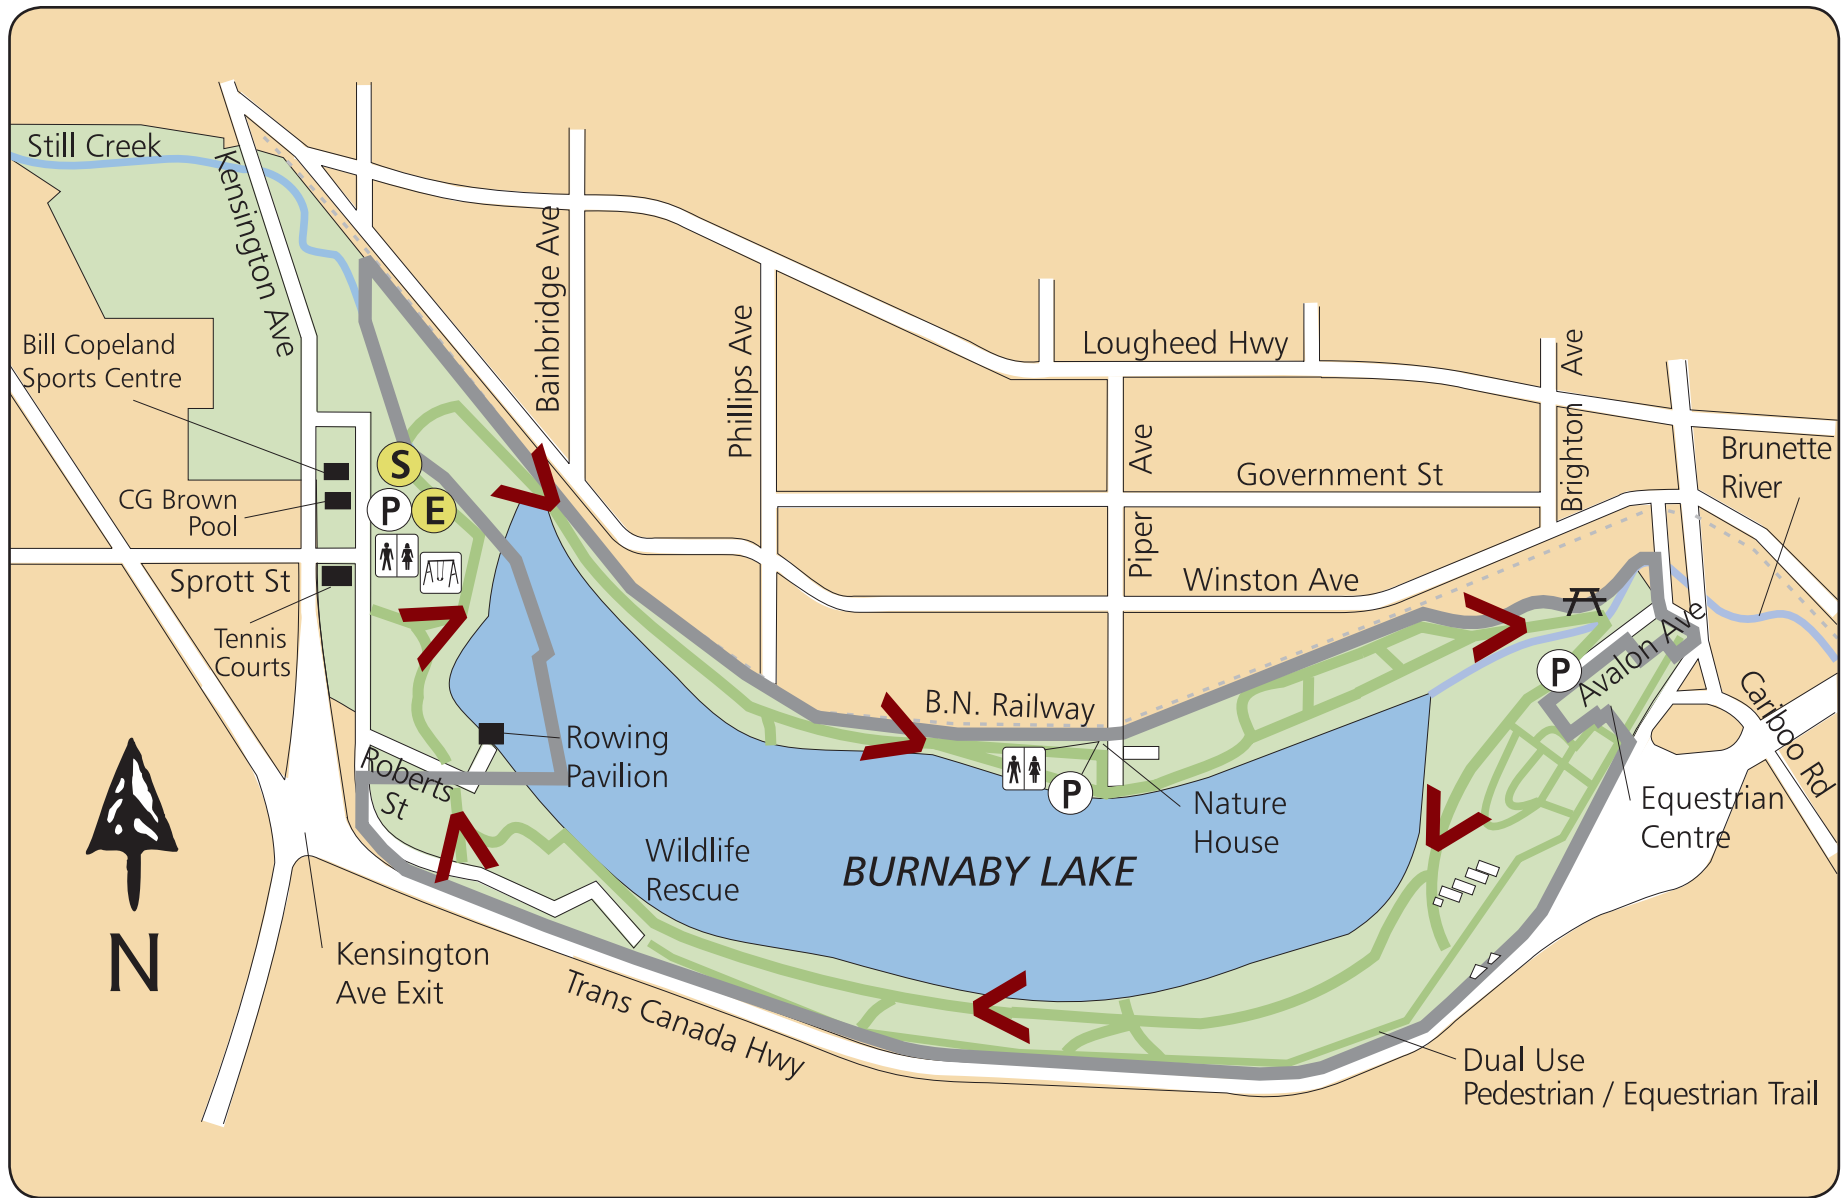 Still Creek
Kensington Ave
Bainbridge Ave
Phillips Ave
Lougheed Hwy
Ave
Brighton
Bill Copeland
Sports Centre
Ave
Piper
Government St
Brunette
River
S
P
E
CG Brown
Pool
Sprott St
Winston Ave
Tennis
Courts
Avalon Ave
P
B.N. Railway
Cariboo Rd
Rowing
Pavilion
Roberts
St
P
Nature
House
Equestrian
Centre
Wildlife
Rescue
BURNABY LAKE
N
Kensington
Ave Exit
Trans Canada Hwy
Dual Use
Pedestrian / Equestrian Trail